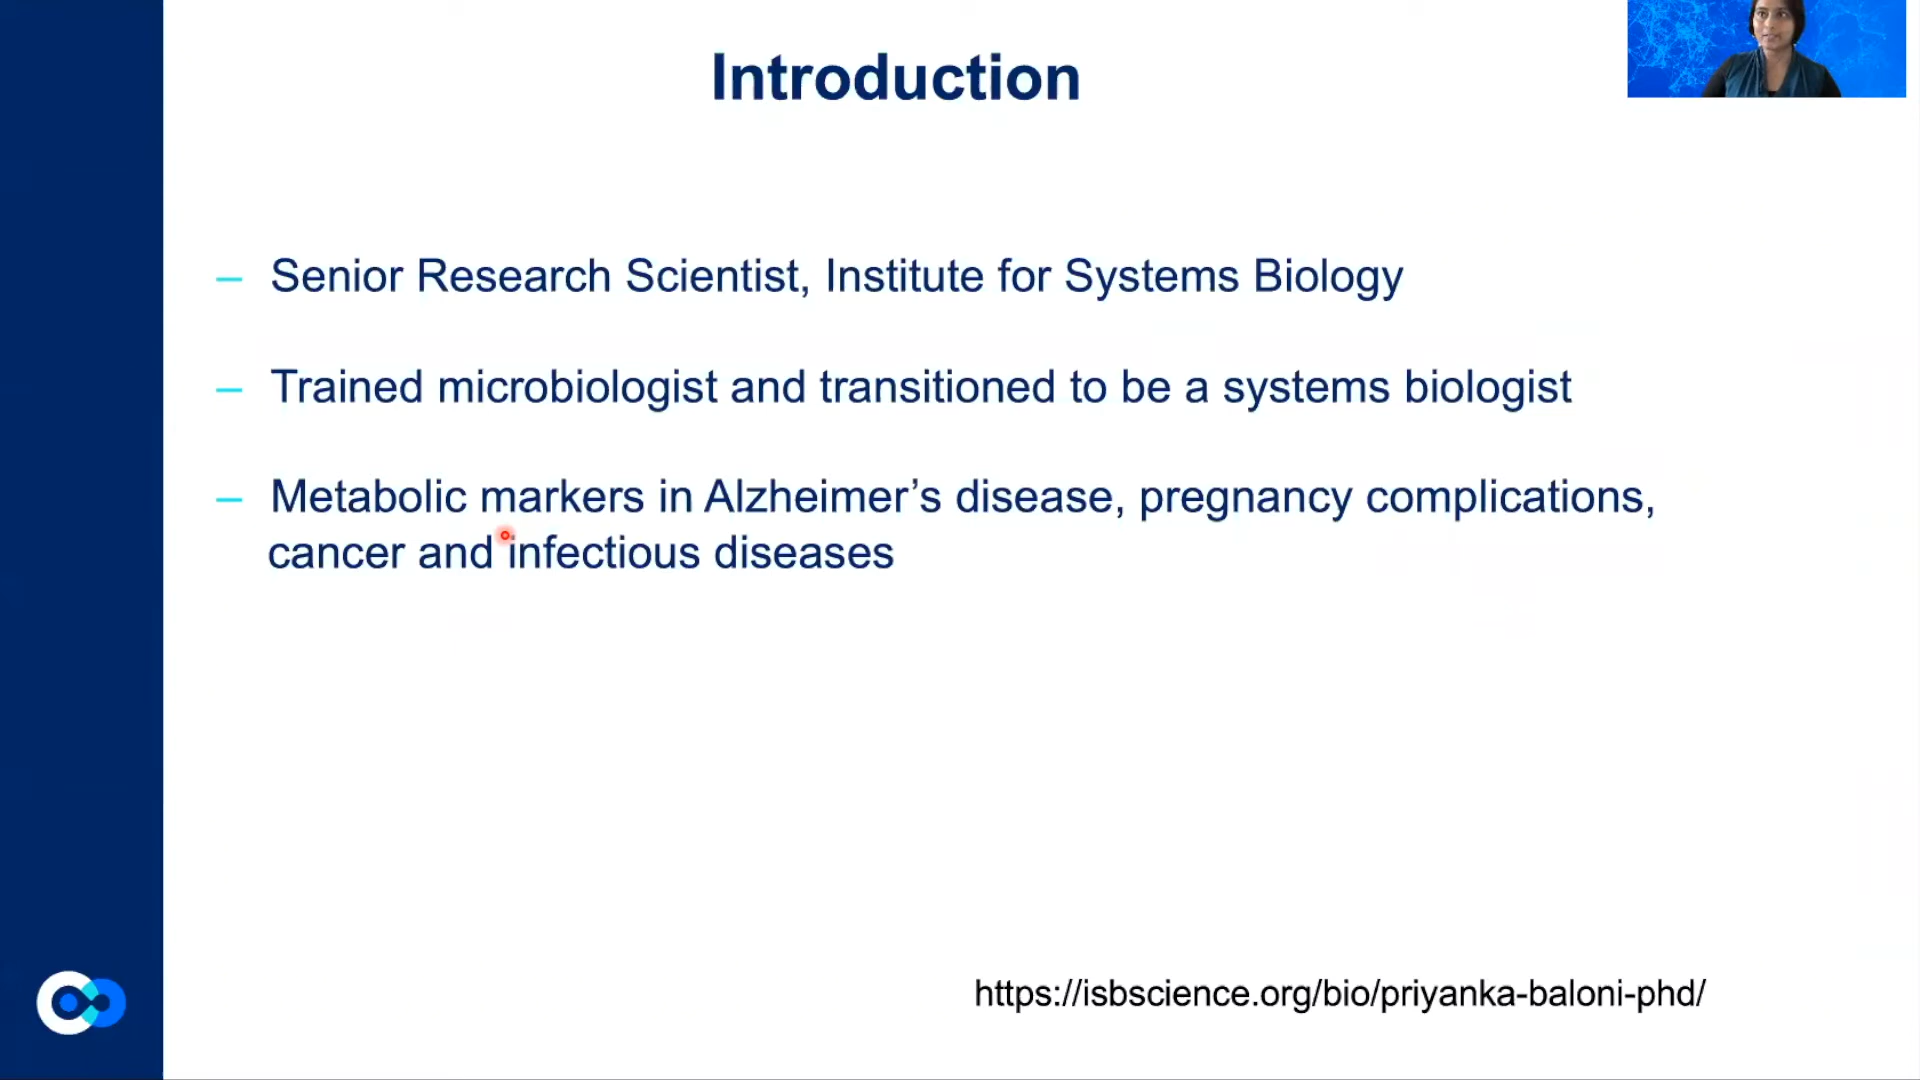 Introduction
– Senior Research Scientist, Institute for Systems Biology
– Trained microbiologist and transitioned to be a systems biologist
– Metabolic markers in Alzheimer’s disease, pregnancy complications,
cancer and infectious diseases
https://isbscience.org/bio/priyanka-baloni-phd/